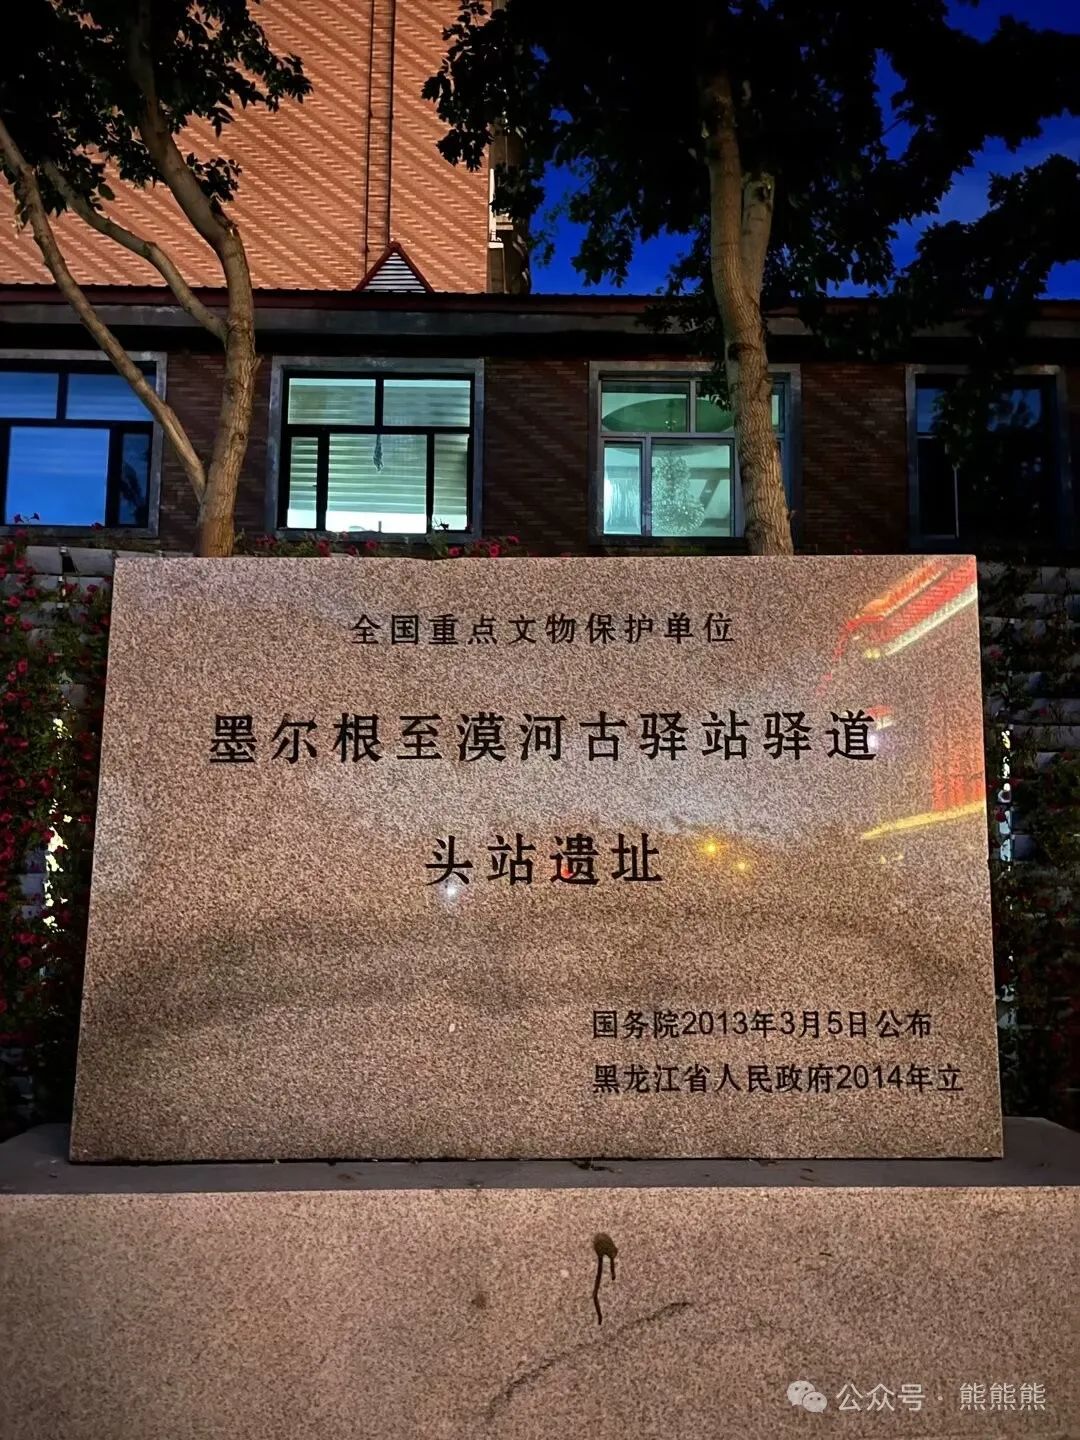 全国重点文物保护单位
墨尔根至漠河古驿站驿道
头站遗址
国务院2013年3月5日公布
黑龙江省人民政府2014年立
公众号·熊熊熊